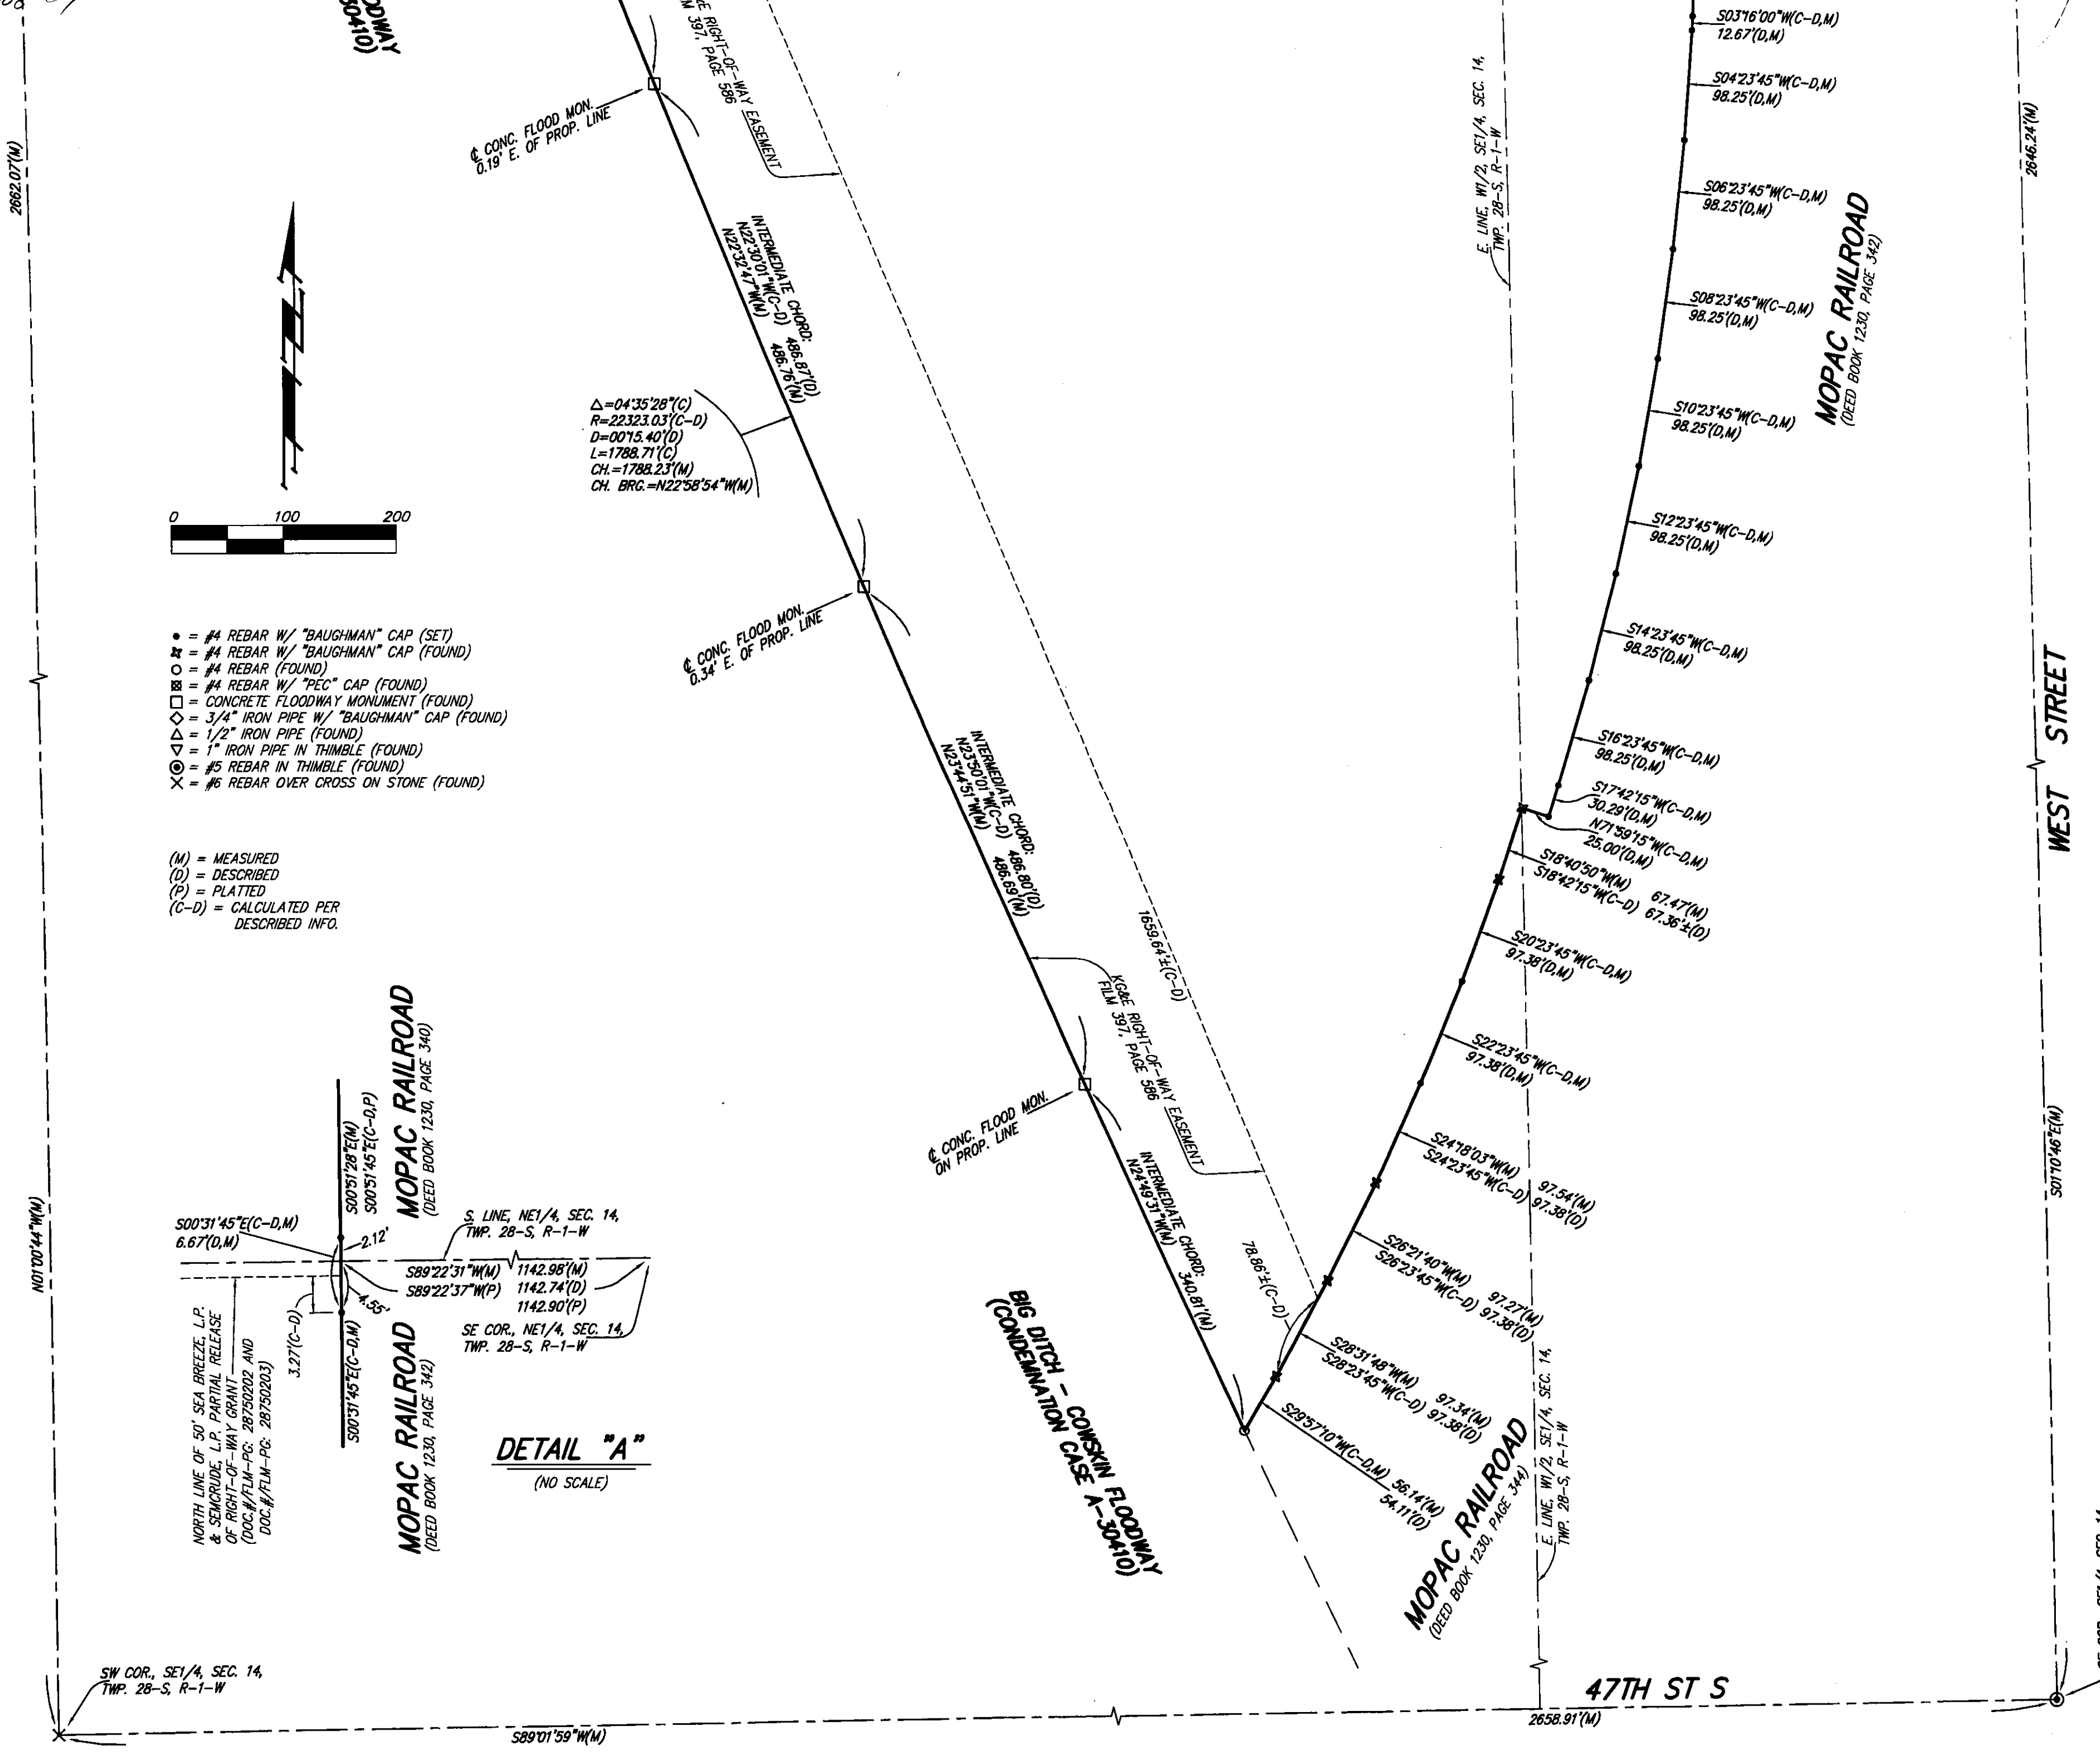 2662.07'(M)
N01°00'44"W(M)
30410)
₠ CONC. FLOOD MON.
0.19' E. OF PROP. LINE
E RIGHT-OF-WAY EASEMENT
M 397, PAGE 586
INTERMEDIATE CHORD:
N22°30'01"W(C-D) 486.87'(D)
N22°32'47"W(M) 486.76'(M)
△=04°35'28"(C)
R=22323.03'(C-D)
D=00°15.40'(D)
L=1788.71'(C)
CH.=1788.23'(M)
CH. BRG.=N22°58'54"W(M)
0 100 200
● = #4 REBAR W/ "BAUGHMAN" CAP (SET)
= #4 REBAR W/ "BAUGHMAN" CAP (FOUND)
○ = #4 REBAR (FOUND)
⊠ = #4 REBAR W/ "PEC" CAP (FOUND)
□ = CONCRETE FLOODWAY MONUMENT (FOUND)
◇ = 3/4" IRON PIPE W/ "BAUGHMAN" CAP (FOUND)
△ = 1/2" IRON PIPE (FOUND)
▽ = 1" IRON PIPE IN THIMBLE (FOUND)
◉ = #5 REBAR IN THIMBLE (FOUND)
✕ = #6 REBAR OVER CROSS ON STONE (FOUND)
(M) = MEASURED
(D) = DESCRIBED
(P) = PLATTED
(C-D) = CALCULATED PER
DESCRIBED INFO.
℄ CONC. FLOOD MON.
0.34' E. OF PROP. LINE
INTERMEDIATE CHORD:
N23°50'01"W(C-D) 486.80'(D)
N23°44'51"W(M) 486.69'(M)
1659.64'±(C-D)
KG&E RIGHT-OF-WAY EASEMENT
FILM 397, PAGE 586
℄ CONC. FLOOD MON.
ON PROP. LINE
INTERMEDIATE CHORD:
N24°49'31"W(M) 340.81'(M)
78.86'±(C-D)
BIG DITCH - COWSKIN FLOODWAY
(CONDEMNATION CASE A-30410)
E. LINE, W1/2, SE1/4, SEC. 14,
TWP. 28-S, R-1-W
S03°16'00"W(C-D,M)
12.67'(D,M)
S04°23'45"W(C-D,M)
98.25'(D,M)
S06°23'45"W(C-D,M)
98.25'(D,M)
S08°23'45"W(C-D,M)
98.25'(D,M)
S10°23'45"W(C-D,M)
98.25'(D,M)
S12°23'45"W(C-D,M)
98.25'(D,M)
S14°23'45"W(C-D,M)
98.25'(D,M)
S16°23'45"W(C-D,M)
98.25'(D,M)
S17°42'15"W(C-D,M)
30.29'(D,M)
N71°59'15"W(C-D,M)
25.00'(D,M)
S18°40'50"W(M) 67.47'(M)
S18°42'15"W(C-D) 67.36'±(D)
S20°23'45"W(C-D,M)
97.38'(D,M)
S22°23'45"W(C-D,M)
97.38'(D,M)
S24°18'03"W(M) 97.54'(M)
S24°23'45"W(C-D) 97.38'(D)
S26°21'40"W(M) 97.27'(M)
S26°23'45"W(C-D) 97.38'(D)
S28°31'48"W(M) 97.34'(M)
S28°23'45"W(C-D) 97.38'(D)
S29°57'10"W(C-D,M) 56.14'(M)
54.11'(D)
MOPAC RAILROAD
(DEED BOOK 1230, PAGE 342)
MOPAC RAILROAD
(DEED BOOK 1230, PAGE 344)
E. LINE, W1/2, SE1/4, SEC. 14,
TWP. 28-S, R-1-W
2646.24'(M)
WEST STREET
S01°10'46"E(M)
S00°51'28"E(M)
S00°51'45"E(C-D,P)
MOPAC RAILROAD
(DEED BOOK 1230, PAGE 340)
S00°31'45"E(C-D,M)
6.67'(D,M)
2.12'
S. LINE, NE1/4, SEC. 14,
TWP. 28-S, R-1-W
S89°22'31"W(M) 1142.98'(M)
S89°22'37"W(P) 1142.74'(D)
1142.90'(P)
4.55'
3.27'(C-D)
SE COR., NE1/4, SEC. 14,
TWP. 28-S, R-1-W
NORTH LINE OF 50' SEA BREEZE, L.P.
& SEMCRUDE, L.P. PARTIAL RELEASE
OF RIGHT-OF-WAY GRANT
(DOC.#/FLM-PG: 28750202 AND
DOC.#/FLM-PG: 28750203)
S00°31'45"E(C-D,M)
MOPAC RAILROAD
(DEED BOOK 1230, PAGE 342)
DETAIL "A"
(NO SCALE)
SW COR., SE1/4, SEC. 14,
TWP. 28-S, R-1-W
47TH ST S
S89°01'59"W(M)
2658.91'(M)